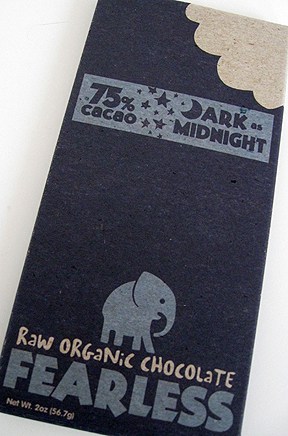 75% DARK as
cacao MIDNIGHT
RAW ORGANIC CHOCOLATE
FEARLESS
Net Wt. 2oz (56.7g)